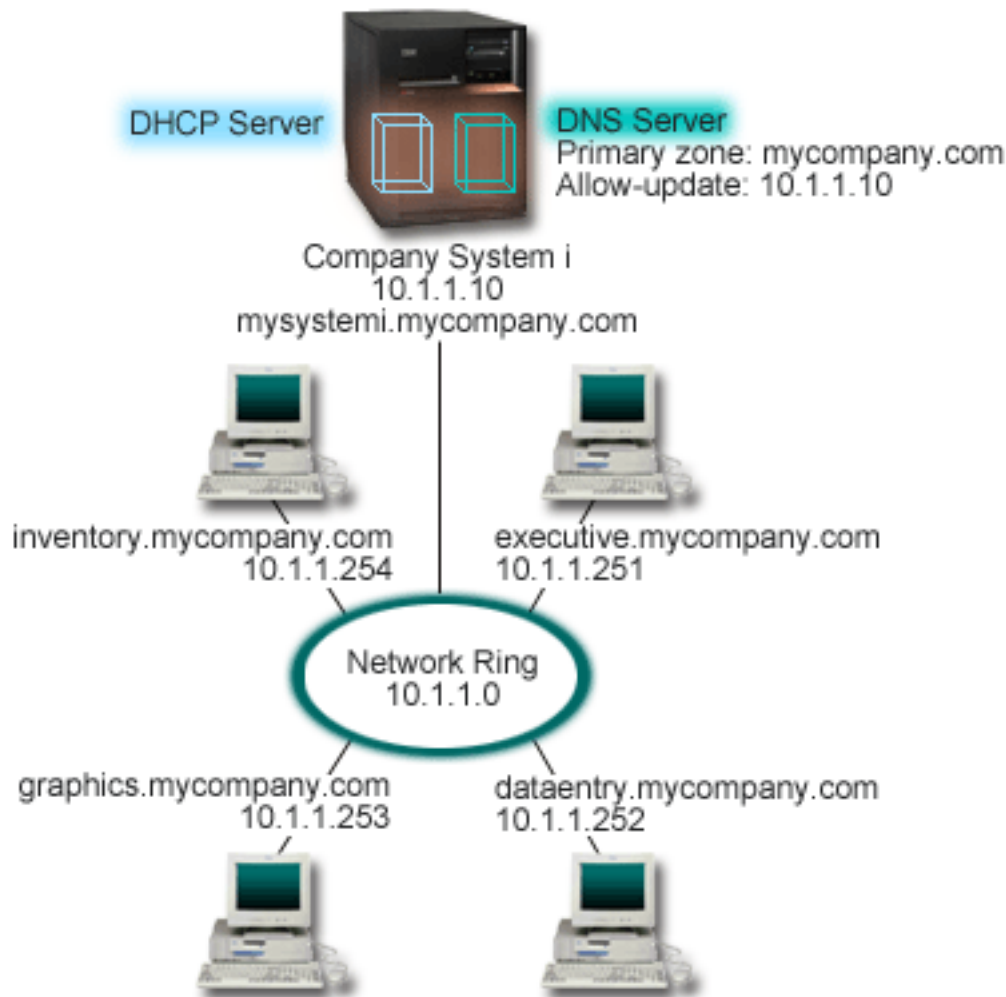 DHCP Server
DNS Server
Primary zone: mycompany.com
Allow-update: 10.1.1.10
Company System i
10.1.1.10
mysystemi.mycompany.com
inventory.mycompany.com
10.1.1.254
executive.mycompany.com
10.1.1.251
Network Ring
10.1.1.0
graphics.mycompany.com
10.1.1.253
dataentry.mycompany.com
10.1.1.252